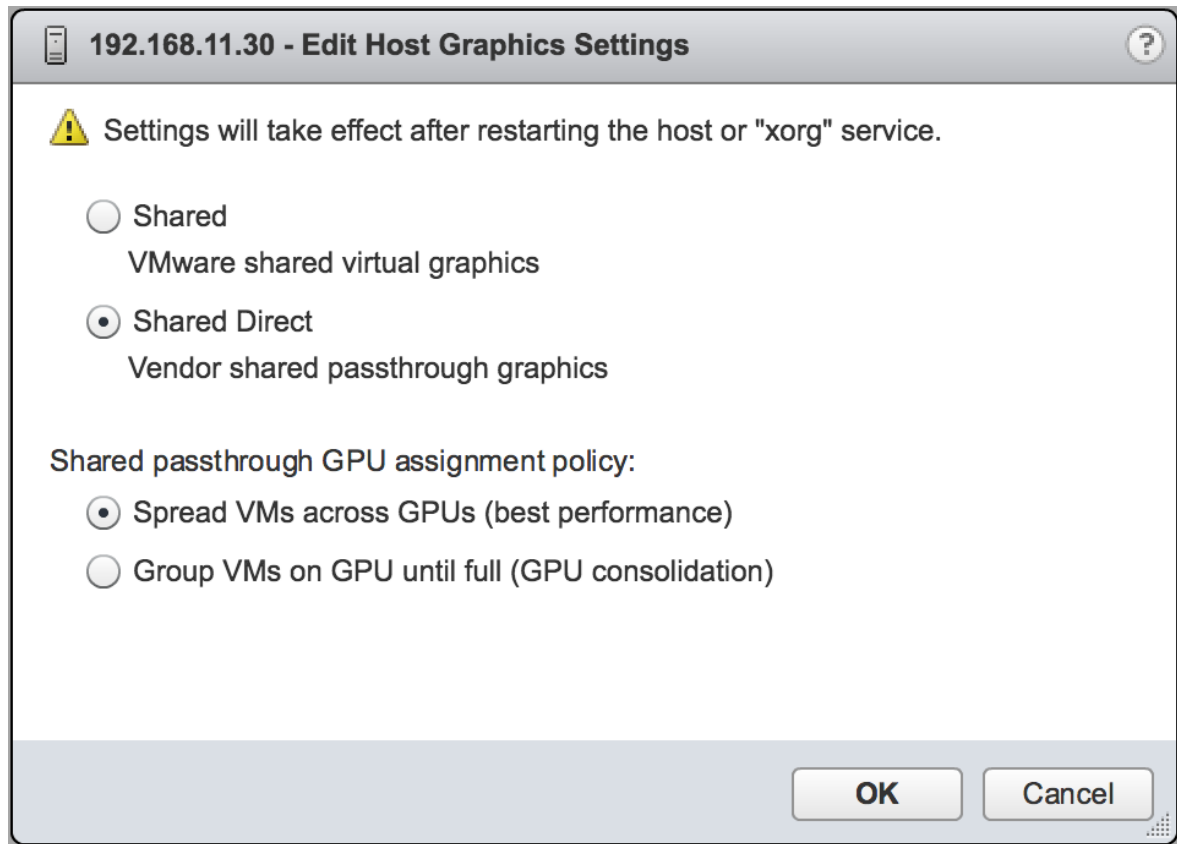 192.168.11.30 - Edit Host Graphics Settings
?
Settings will take effect after restarting the host or "xorg" service.
Shared
VMware shared virtual graphics
Shared Direct
Vendor shared passthrough graphics
Shared passthrough GPU assignment policy:
Spread VMs across GPUs (best performance)
Group VMs on GPU until full (GPU consolidation)
OK
Cancel